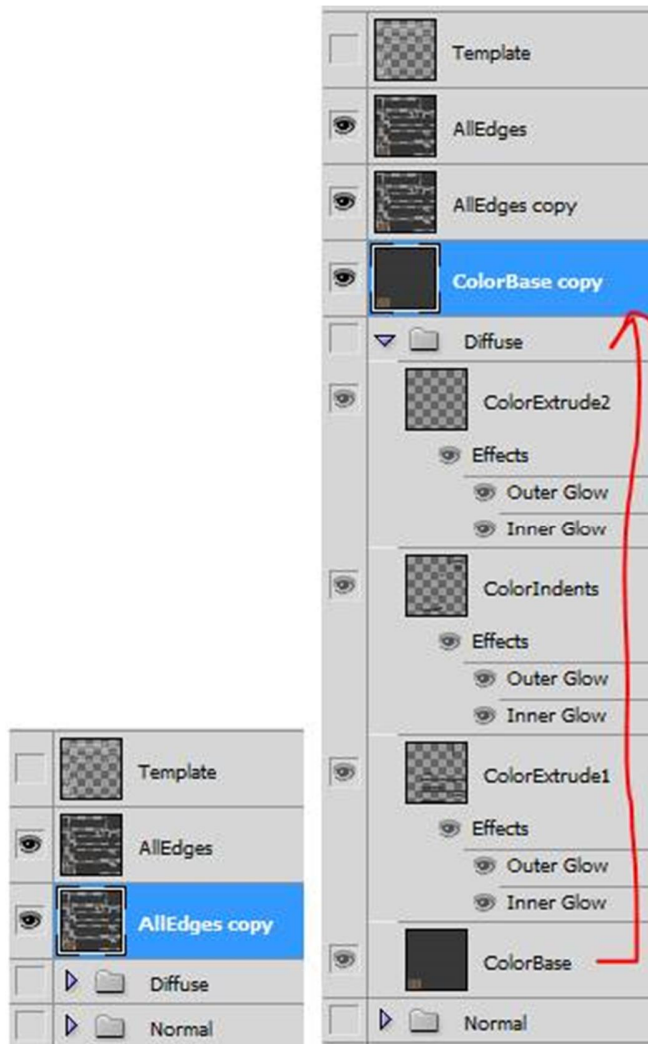 Template
AllEdges
AllEdges copy
Diffuse
Normal
Template
AllEdges
AllEdges copy
ColorBase copy
Diffuse
ColorExtrude2
Effects
Outer Glow
Inner Glow
ColorIndents
Effects
Outer Glow
Inner Glow
ColorExtrude1
Effects
Outer Glow
Inner Glow
ColorBase
Normal